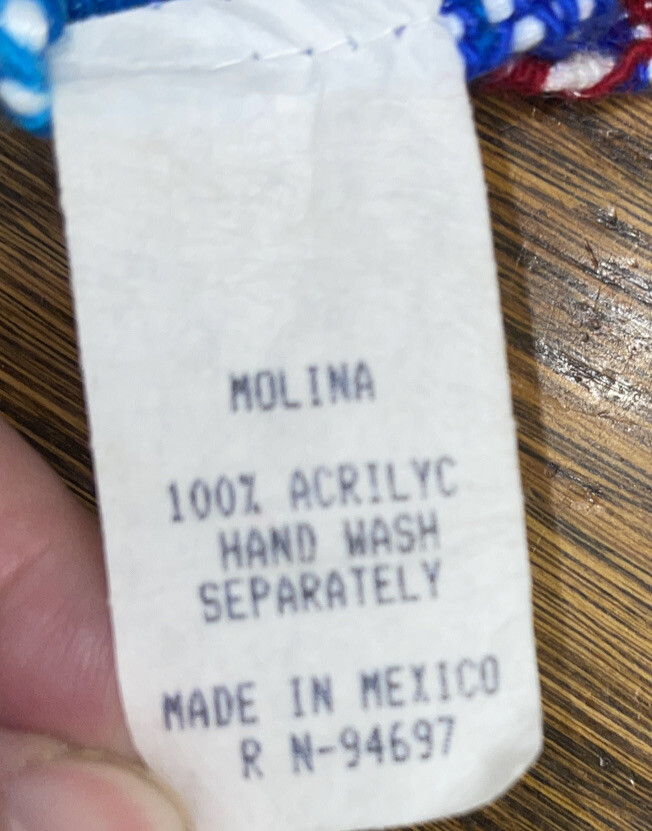 MOLINA
100% ACRILYC
HAND WASH
SEPARATELY
MADE IN MEXICO
R N-94697